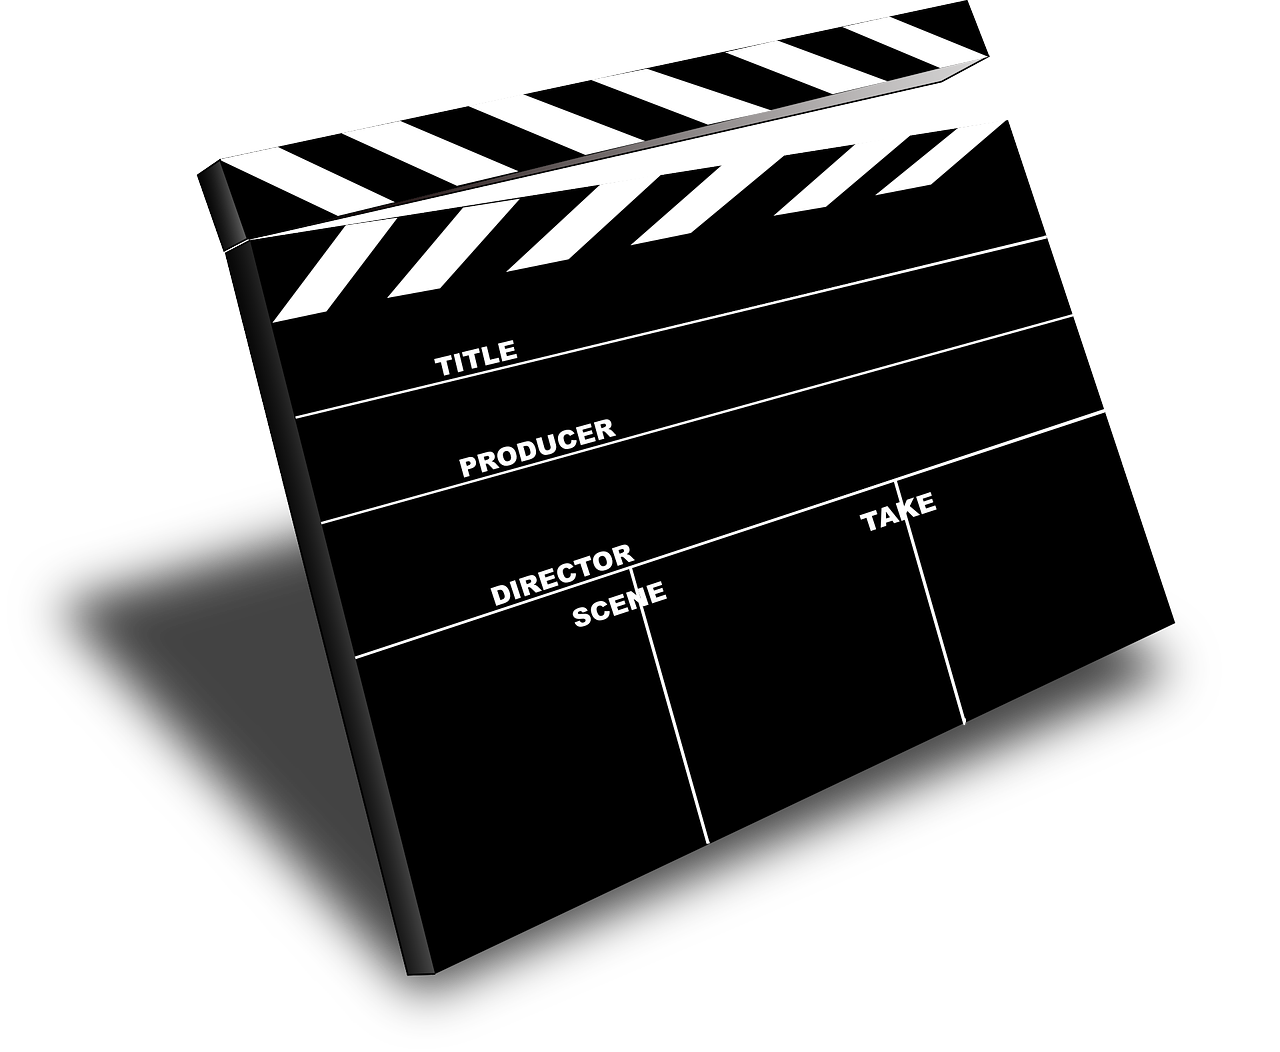 TITLE
PRODUCER
DIRECTOR
SCENE
TAKE